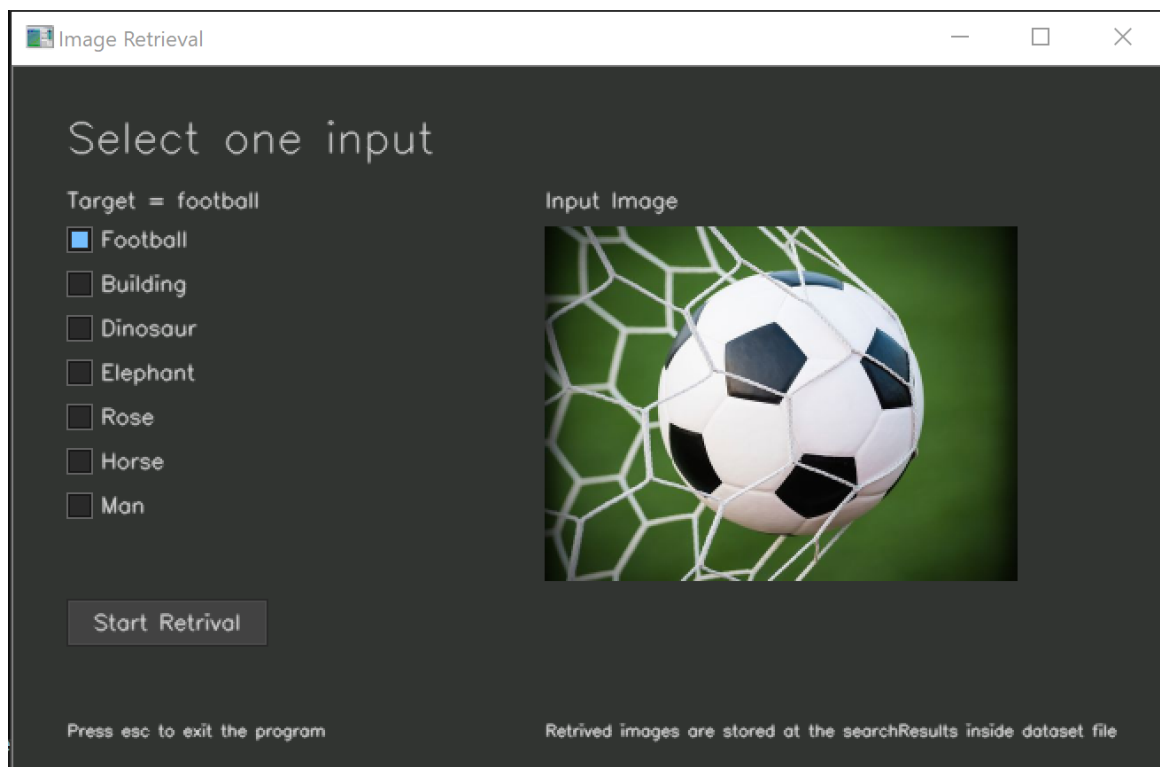 Image Retrieval
Select one input
Target = football
Football
Building
Dinosaur
Elephant
Rose
Horse
Man
Input Image
Start Retrival
Press esc to exit the program
Retrived images are stored at the searchResults inside dataset file